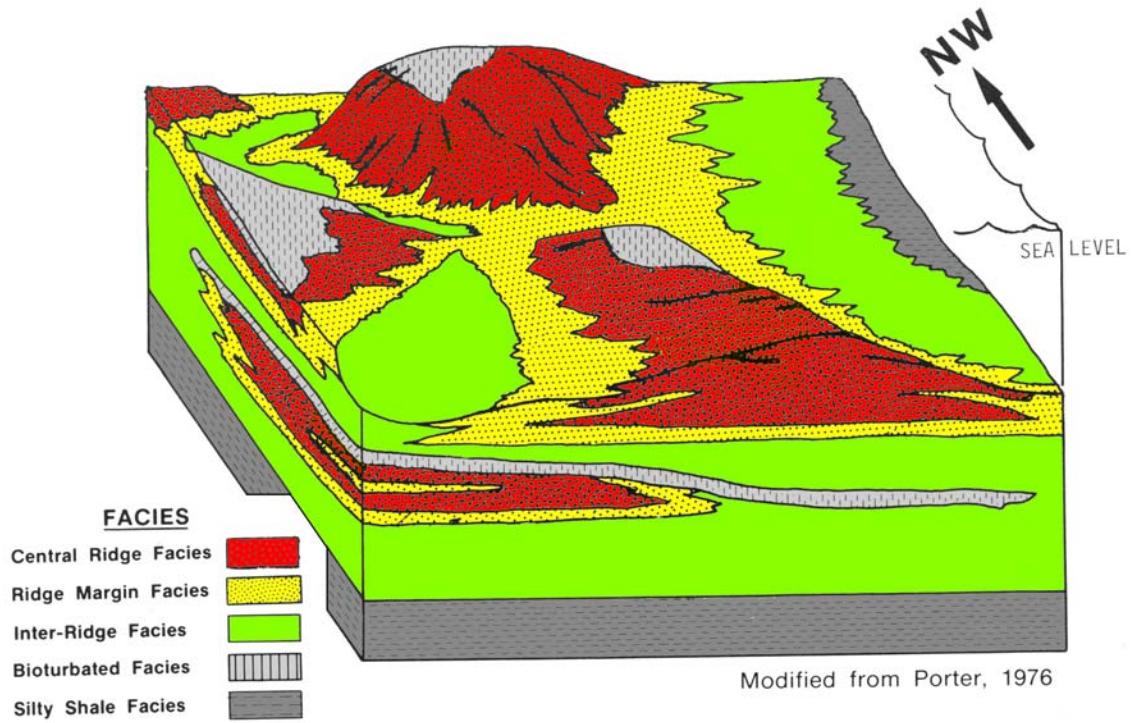 NW
SEA LEVEL
FACIES
Central Ridge Facies
Ridge Margin Facies
Inter-Ridge Facies
Bioturbated Facies
Silty Shale Facies
Modified from Porter, 1976